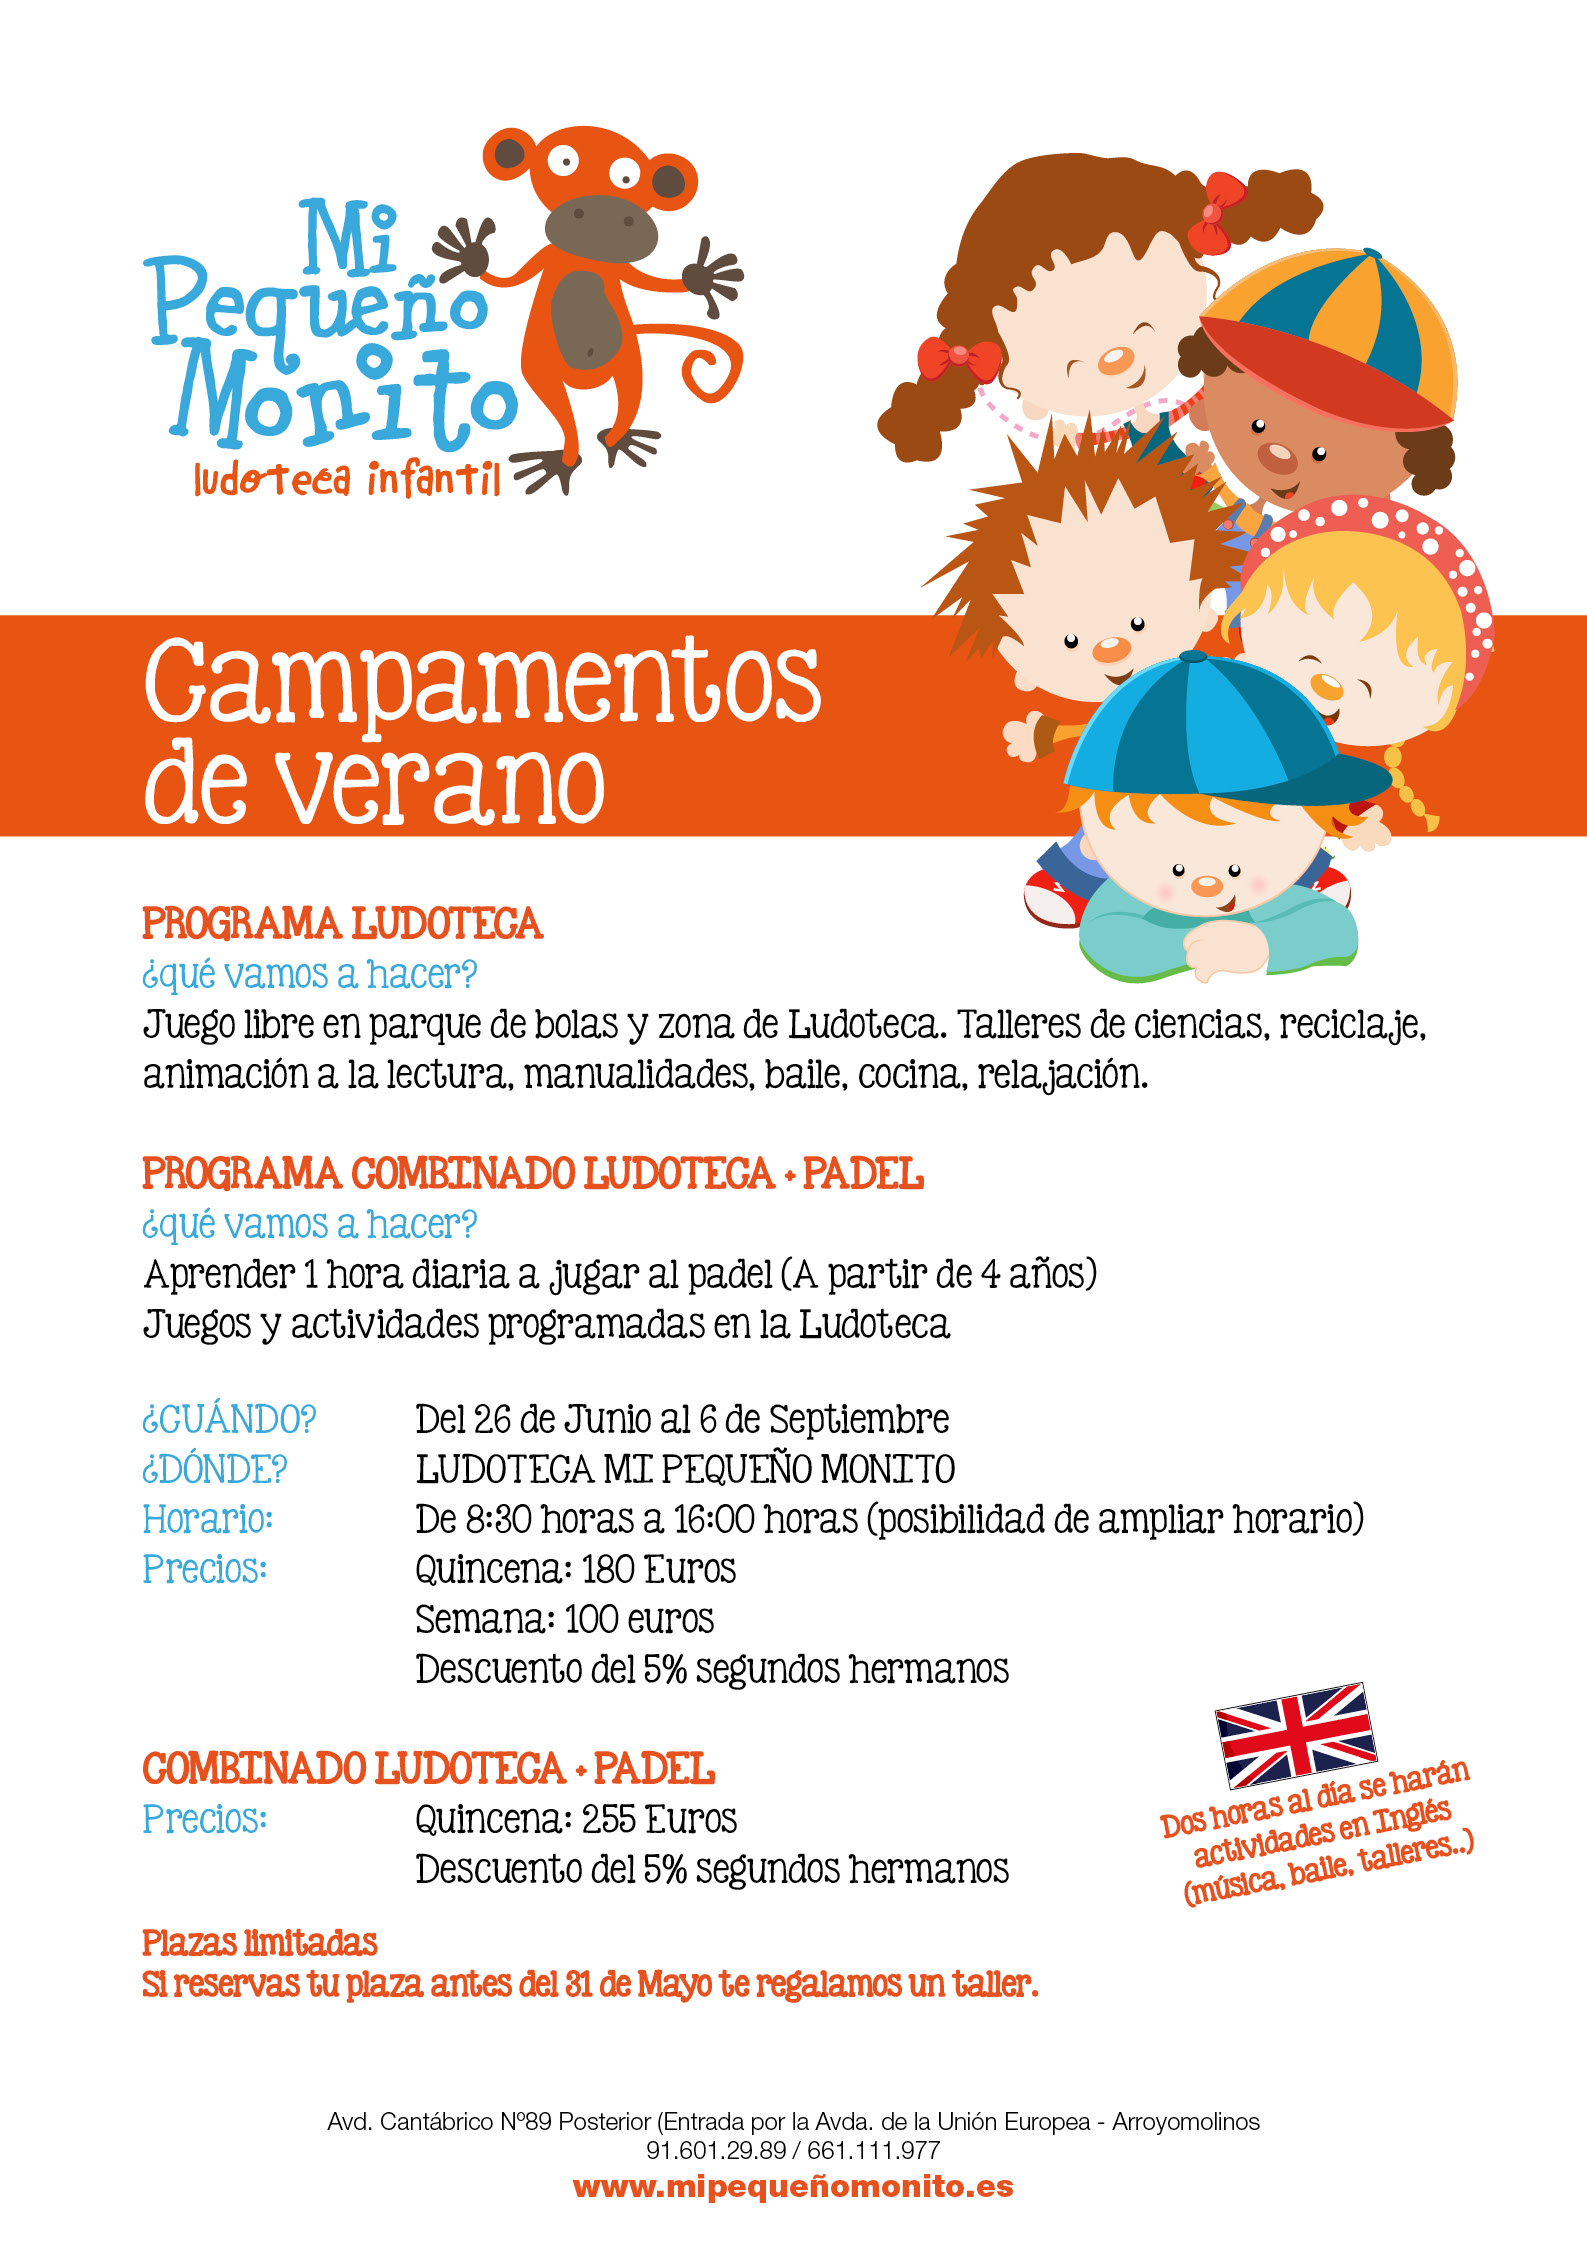 Mi
Pequeño
Monito
ludoteca infantil
Campamentos
de verano
PROGRAMA LUDOTECA
¿qué vamos a hacer?
Juego libre en parque de bolas y zona de Ludoteca. Talleres de ciencias, reciclaje,
animación a la lectura, manualidades, baile, cocina, relajación.
PROGRAMA COMBINADO LUDOTECA + PADEL
¿qué vamos a hacer?
Aprender 1 hora diaria a jugar al padel (A partir de 4 años)
Juegos y actividades programadas en la Ludoteca
¿CUÁNDO? Del 26 de Junio al 6 de Septiembre
¿DÓNDE? LUDOTECA MI PEQUEÑO MONITO
Horario: De 8:30 horas a 16:00 horas (posibilidad de ampliar horario)
Precios: Quincena: 180 Euros
Semana: 100 euros
Descuento del 5% segundos hermanos
COMBINADO LUDOTECA + PADEL
Precios: Quincena: 255 Euros
Descuento del 5% segundos hermanos
Dos horas al día se harán
actividades en Inglés
(música, baile, talleres..)
Plazas limitadas
Si reservas tu plaza antes del 31 de Mayo te regalamos un taller.
Avd. Cantábrico Nº89 Posterior (Entrada por la Avda. de la Unión Europea - Arroyomolinos
91.601.29.89 / 661.111.977
www.mipequeñomonito.es